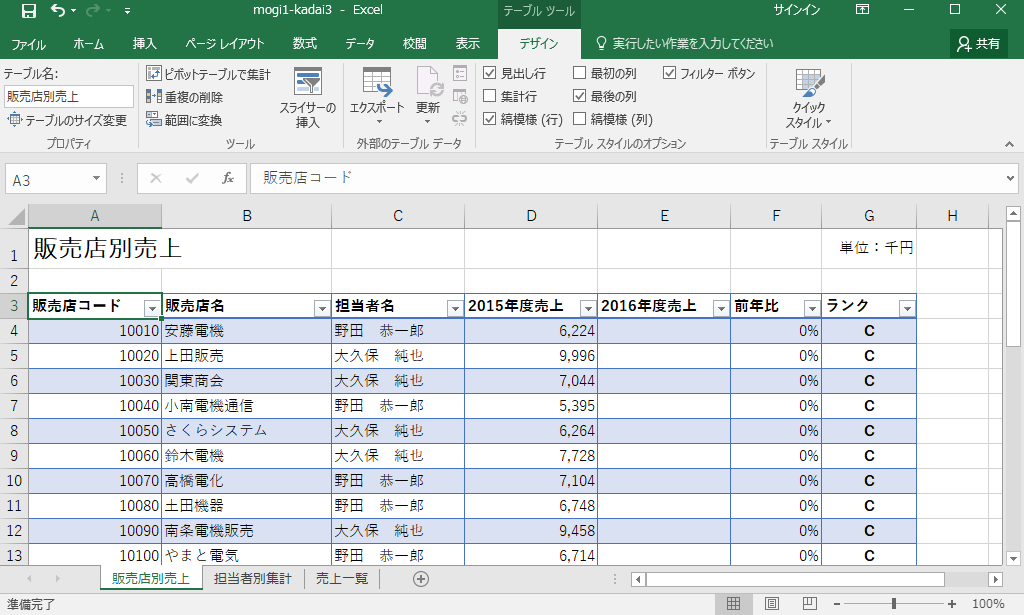 mogi1-kadai3 - Excel
テーブル ツール
サインイン
ファイル ホーム 挿入 ページ レイアウト 数式 データ 校閲 表示 デザイン 実行したい作業を入力してください 共有
テーブル名:
販売店別売上
テーブルのサイズ変更
プロパティ
ピボットテーブルで集計
重複の削除
範囲に変換
スライサーの
挿入
ツール
エクスポート
更新
外部のテーブル データ
見出し行 最初の列 フィルター ボタン
集計行 最後の列
縞模様 (行) 縞模様 (列)
テーブル スタイルのオプション
クイック
スタイル
テーブル スタイル
A3 fx 販売店コード
A B C D E F G H
1 販売店別売上 単位：千円
2
3 販売店コード 販売店名 担当者名 2015年度売上 2016年度売上 前年比 ランク
4 10010 安藤電機 野田　恭一郎 6,224 0% C
5 10020 上田販売 大久保　純也 9,996 0% C
6 10030 関東商会 大久保　純也 7,044 0% C
7 10040 小南電機通信 野田　恭一郎 5,395 0% C
8 10050 さくらシステム 大久保　純也 6,264 0% C
9 10060 鈴木電機 大久保　純也 7,728 0% C
10 10070 高橋電化 野田　恭一郎 7,104 0% C
11 10080 土田機器 野田　恭一郎 6,748 0% C
12 10090 南条電機販売 大久保　純也 9,458 0% C
13 10100 やまと電気 野田　恭一郎 6,714 0% C
販売店別売上 担当者別集計 売上一覧
準備完了 100%